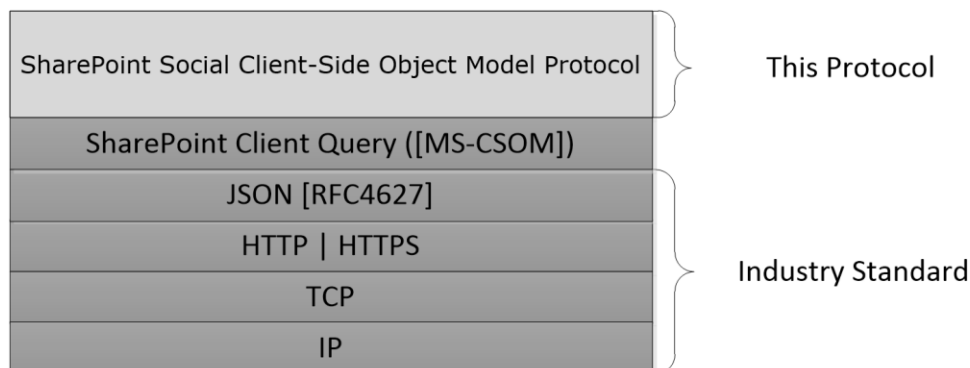 SharePoint Social Client-Side Object Model Protocol
This Protocol
SharePoint Client Query ([MS-CSOM])
JSON [RFC4627]
HTTP | HTTPS
Industry Standard
TCP
IP